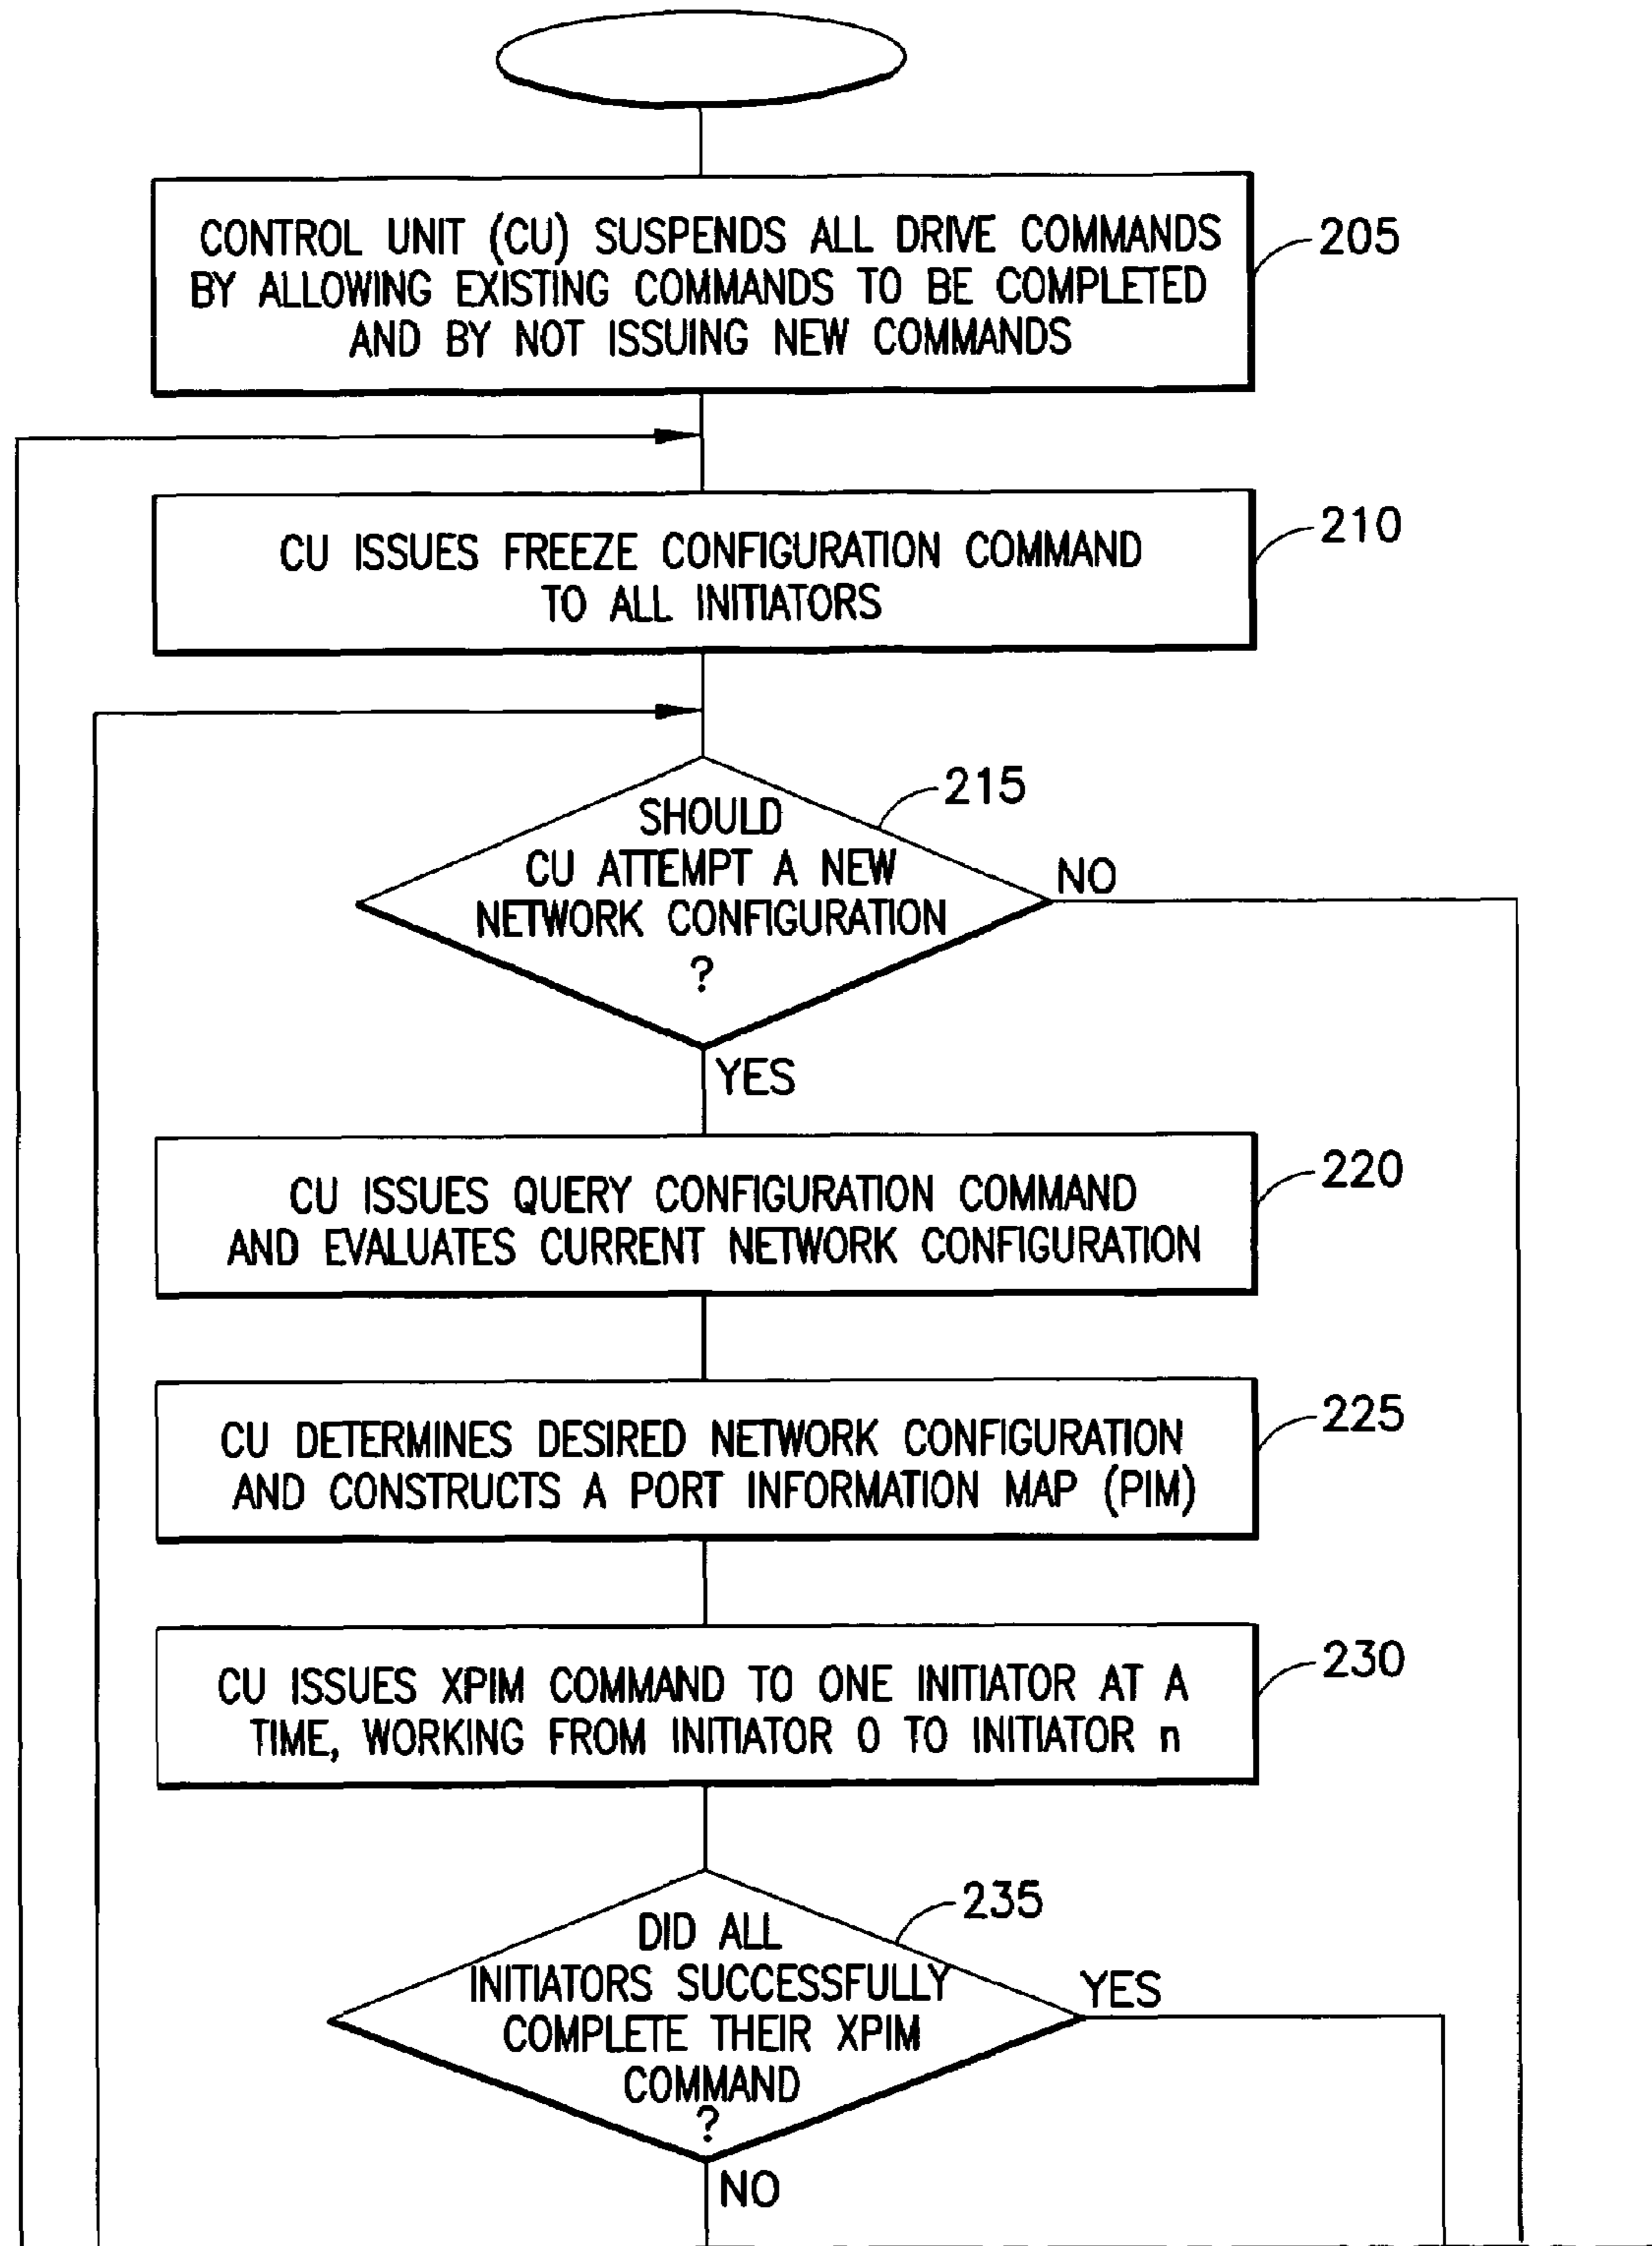 CONTROL UNIT (CU) SUSPENDS ALL DRIVE COMMANDS
BY ALLOWING EXISTING COMMANDS TO BE COMPLETED
AND BY NOT ISSUING NEW COMMANDS
205
CU ISSUES FREEZE CONFIGURATION COMMAND
TO ALL INITIATORS
210
SHOULD
CU ATTEMPT A NEW
NETWORK CONFIGURATION
?
215
NO
YES
CU ISSUES QUERY CONFIGURATION COMMAND
AND EVALUATES CURRENT NETWORK CONFIGURATION
220
CU DETERMINES DESIRED NETWORK CONFIGURATION
AND CONSTRUCTS A PORT INFORMATION MAP (PIM)
225
CU ISSUES XPIM COMMAND TO ONE INITIATOR AT A
TIME, WORKING FROM INITIATOR 0 TO INITIATOR n
230
DID ALL
INITIATORS SUCCESSFULLY
COMPLETE THEIR XPIM
COMMAND
?
235
YES
NO